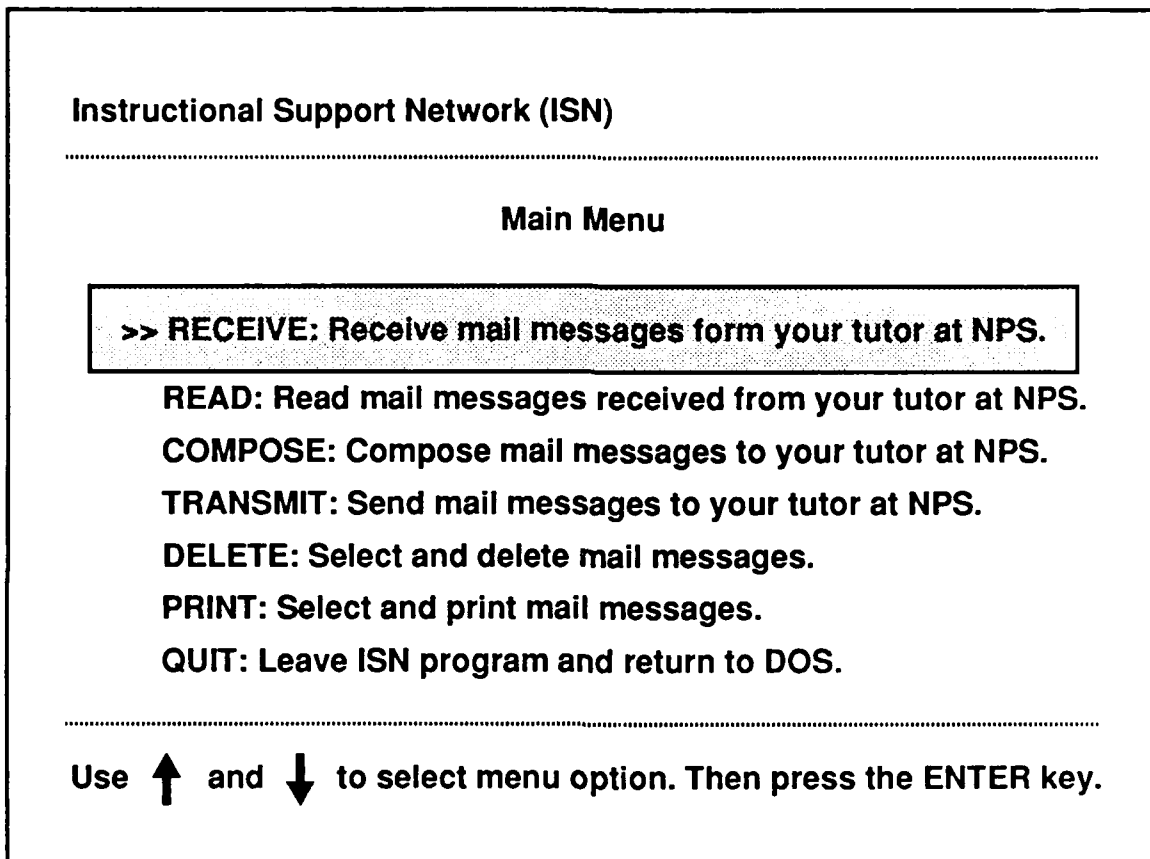 Instructional Support Network (ISN)
Main Menu
>> RECEIVE: Receive mail messages form your tutor at NPS.
READ: Read mail messages received from your tutor at NPS.
COMPOSE: Compose mail messages to your tutor at NPS.
TRANSMIT: Send mail messages to your tutor at NPS.
DELETE: Select and delete mail messages.
PRINT: Select and print mail messages.
QUIT: Leave ISN program and return to DOS.
Use ↑ and ↓ to select menu option. Then press the ENTER key.